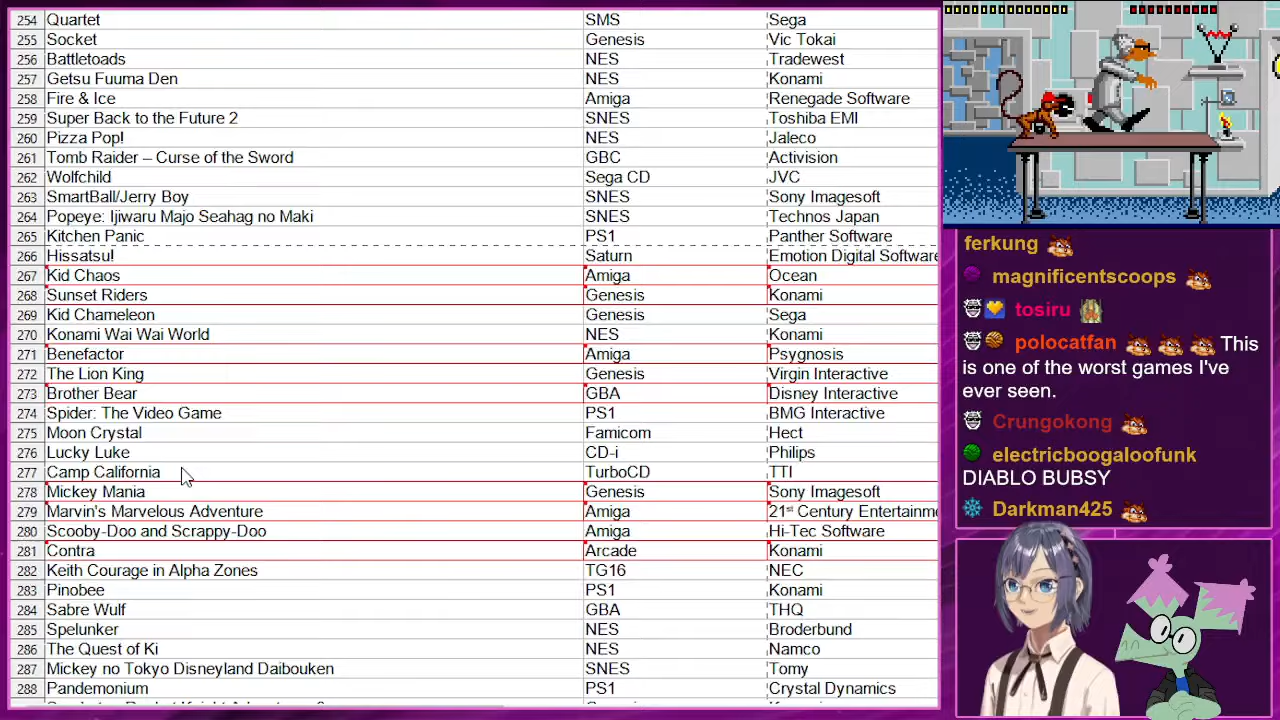 254 Quartet SMS Sega
255 Socket Genesis Vic Tokai
256 Battletoads NES Tradewest
257 Getsu Fuuma Den NES Konami
258 Fire & Ice Amiga Renegade Software
259 Super Back to the Future 2 SNES Toshiba EMI
260 Pizza Pop! NES Jaleco
261 Tomb Raider – Curse of the Sword GBC Activision
262 Wolfchild Sega CD JVC
263 SmartBall/Jerry Boy SNES Sony Imagesoft
264 Popeye: Ijiwaru Majo Seahag no Maki SNES Technos Japan
265 Kitchen Panic PS1 Panther Software
266 Hissatsu! Saturn Emotion Digital Software
267 Kid Chaos Amiga Ocean
268 Sunset Riders Genesis Konami
269 Kid Chameleon Genesis Sega
270 Konami Wai Wai World NES Konami
271 Benefactor Amiga Psygnosis
272 The Lion King Genesis Virgin Interactive
273 Brother Bear GBA Disney Interactive
274 Spider: The Video Game PS1 BMG Interactive
275 Moon Crystal Famicom Hect
276 Lucky Luke CD-i Philips
277 Camp California TurboCD TTI
278 Mickey Mania Genesis Sony Imagesoft
279 Marvin's Marvelous Adventure Amiga 21st Century Entertainm
280 Scooby-Doo and Scrappy-Doo Amiga Hi-Tec Software
281 Contra Arcade Konami
282 Keith Courage in Alpha Zones TG16 NEC
283 Pinobee PS1 Konami
284 Sabre Wulf GBA THQ
285 Spelunker NES Broderbund
286 The Quest of Ki NES Namco
287 Mickey no Tokyo Disneyland Daibouken SNES Tomy
288 Pandemonium PS1 Crystal Dynamics
ferkung
magnificentscoops
tosiru
polocatfan This
is one of the worst games I've
ever seen.
Crungokong
electricboogaloofunk
DIABLO BUBSY
Darkman425